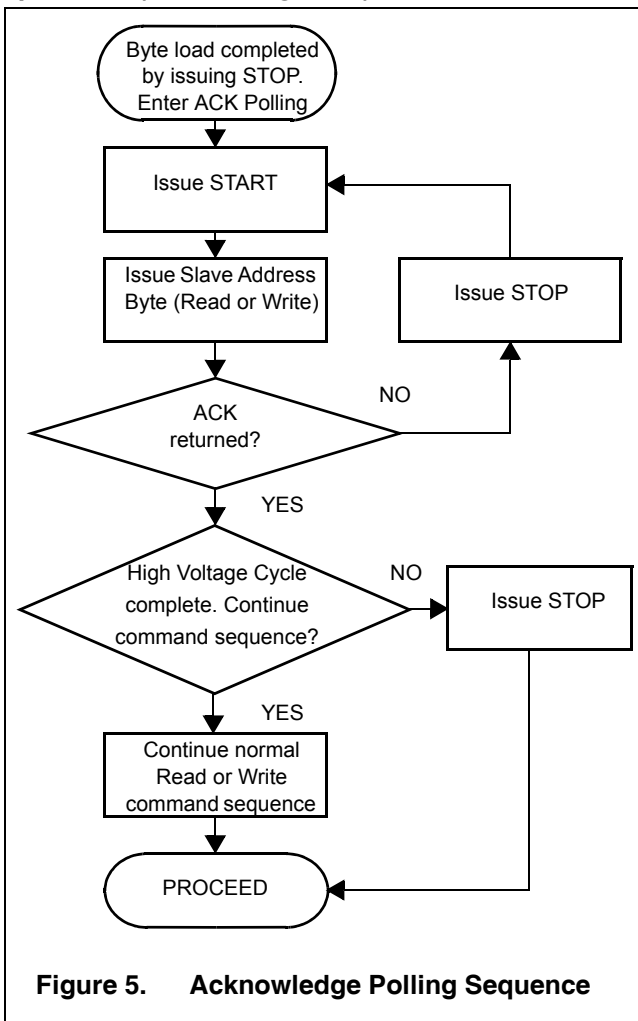 Byte load completed
by issuing STOP.
Enter ACK Polling
Issue START
Issue Slave Address
Byte (Read or Write)
Issue STOP
ACK
returned?
NO
YES
High Voltage Cycle
complete. Continue
command sequence?
NO
Issue STOP
YES
Continue normal
Read or Write
command sequence
PROCEED
Figure 5. Acknowledge Polling Sequence